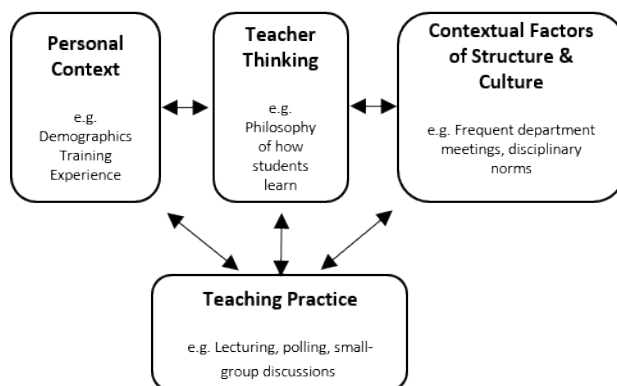 Personal
Context
e.g.
Demographics
Training
Experience
Teacher
Thinking
e.g.
Philosophy
of how
students
learn
Contextual Factors
of Structure &
Culture
e.g. Frequent department
meetings, disciplinary
norms
Teaching Practice
e.g. Lecturing, polling, small-
group discussions